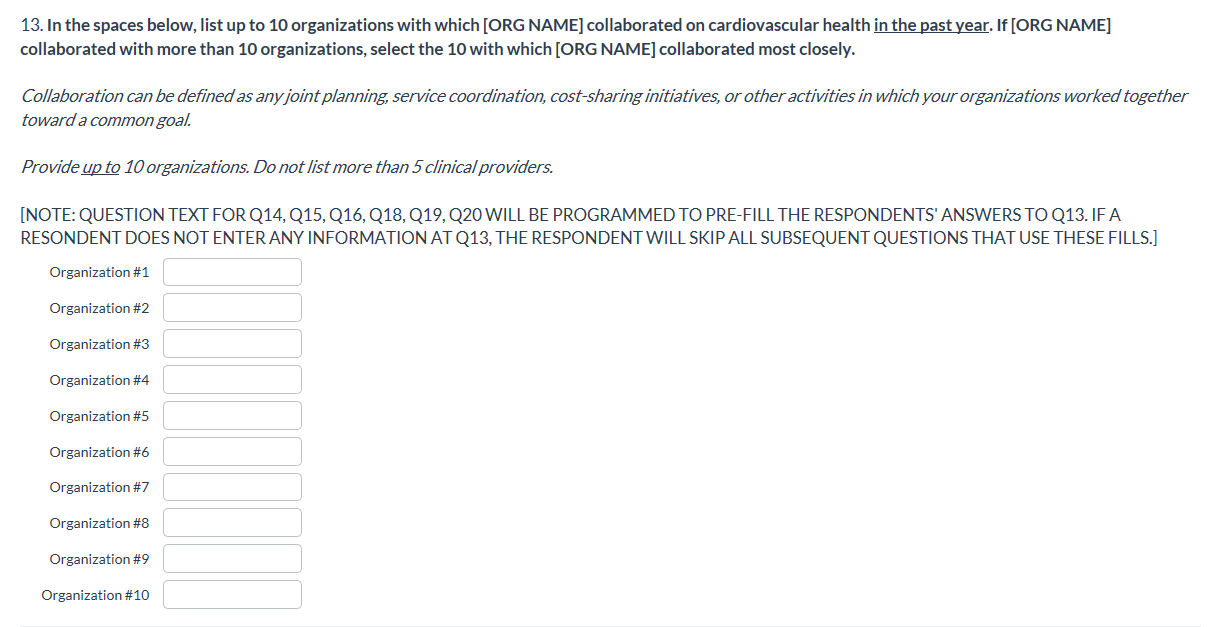 13. In the spaces below, list up to 10 organizations with which [ORG NAME] collaborated on cardiovascular health in the past year. If [ORG NAME]
collaborated with more than 10 organizations, select the 10 with which [ORG NAME] collaborated most closely.
Collaboration can be defined as any joint planning, service coordination, cost-sharing initiatives, or other activities in which your organizations worked together
toward a common goal.
Provide up to 10 organizations. Do not list more than 5 clinical providers.
[NOTE: QUESTION TEXT FOR Q14, Q15, Q16, Q18, Q19, Q20 WILL BE PROGRAMMED TO PRE-FILL THE RESPONDENTS' ANSWERS TO Q13. IF A
RESONDENT DOES NOT ENTER ANY INFORMATION AT Q13, THE RESPONDENT WILL SKIP ALL SUBSEQUENT QUESTIONS THAT USE THESE FILLS.]
Organization #1
Organization #2
Organization #3
Organization #4
Organization #5
Organization #6
Organization #7
Organization #8
Organization #9
Organization #10